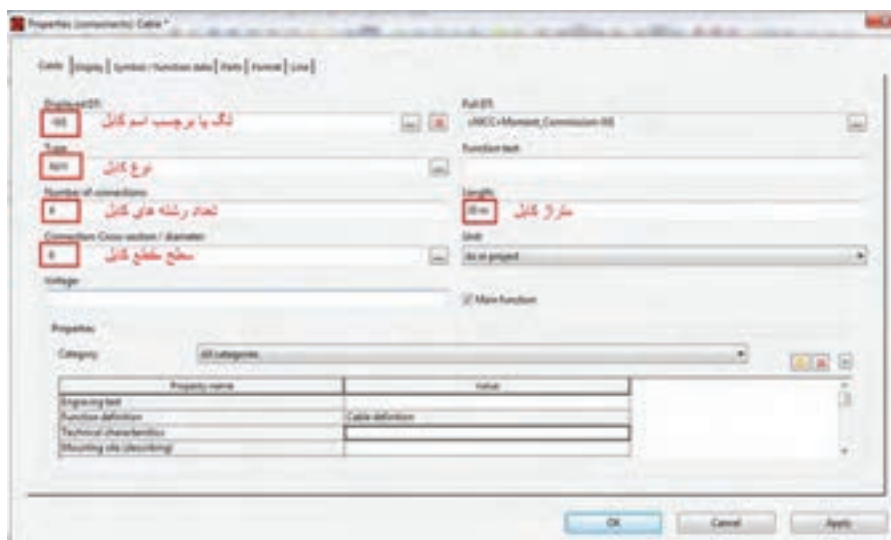 Properties (components): Cable *
Cable Display Symbol / function data Parts Format Line
Displayed DT: Full DT:
تگ یا برچسب اسم کابل
Type: Function text:
نوع کابل
Number of connections: Length:
تعداد رشته های کابل متراژ کابل
Connection: Cross-section / diameter: Unit:
سطح مقطع کابل As in project
Voltage:
Main function
Properties
Category: All categories
Property name Value
Engraving text
Function definition Cable definition
Technical characteristics
Mounting site (describing)
OK Cancel Apply